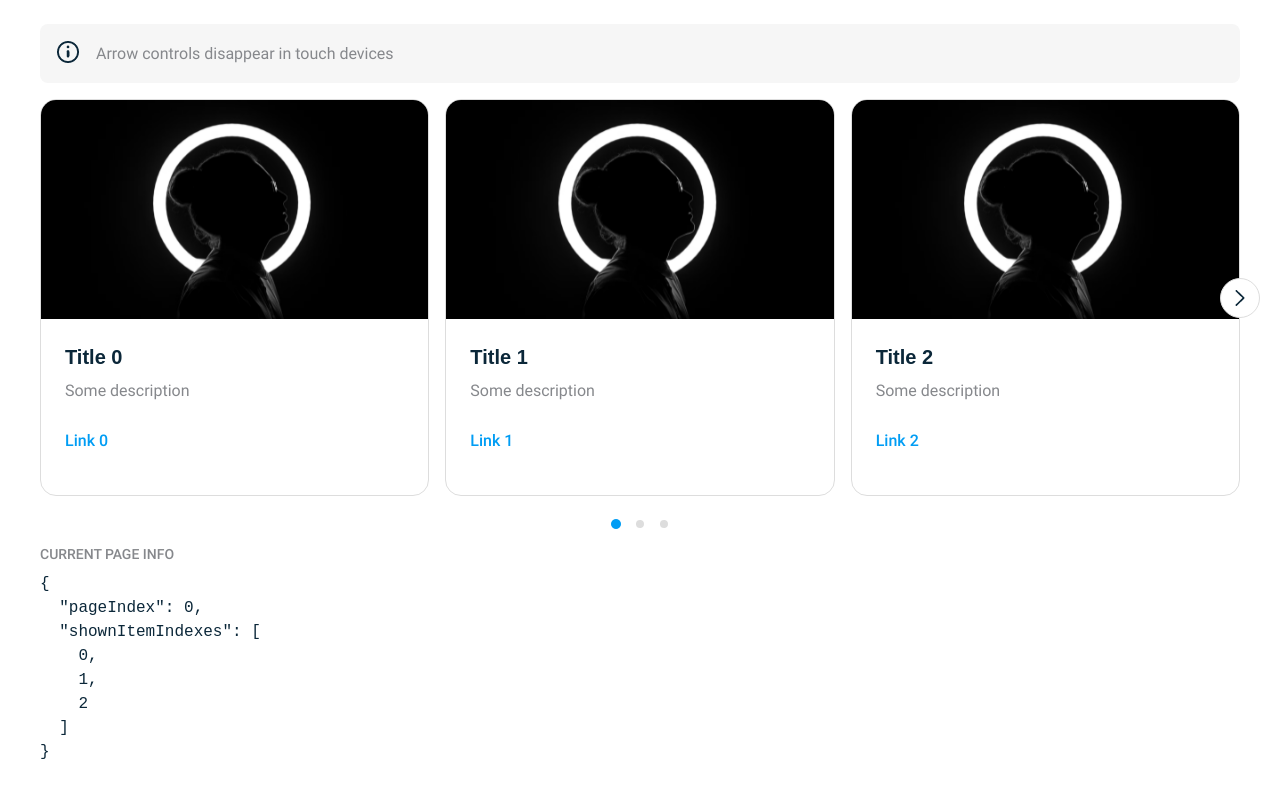 Arrow controls disappear in touch devices
Title 0
Some description
Link 0
Title 1
Some description
Link 1
Title 2
Some description
Link 2
CURRENT PAGE INFO
{
  "pageIndex": 0,
  "shownItemIndexes": [
    0,
    1,
    2
  ]
}